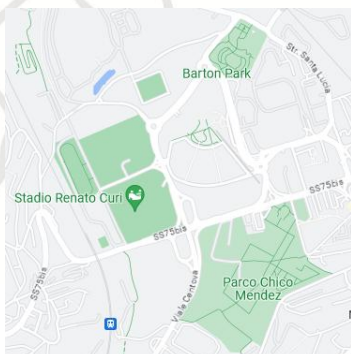 Barton Park
Str. Santa Lucia
Stadio Renato Curi
SS75bis
SS75bis
SS75bis
Viale Centova
Parco Chico
Mendez